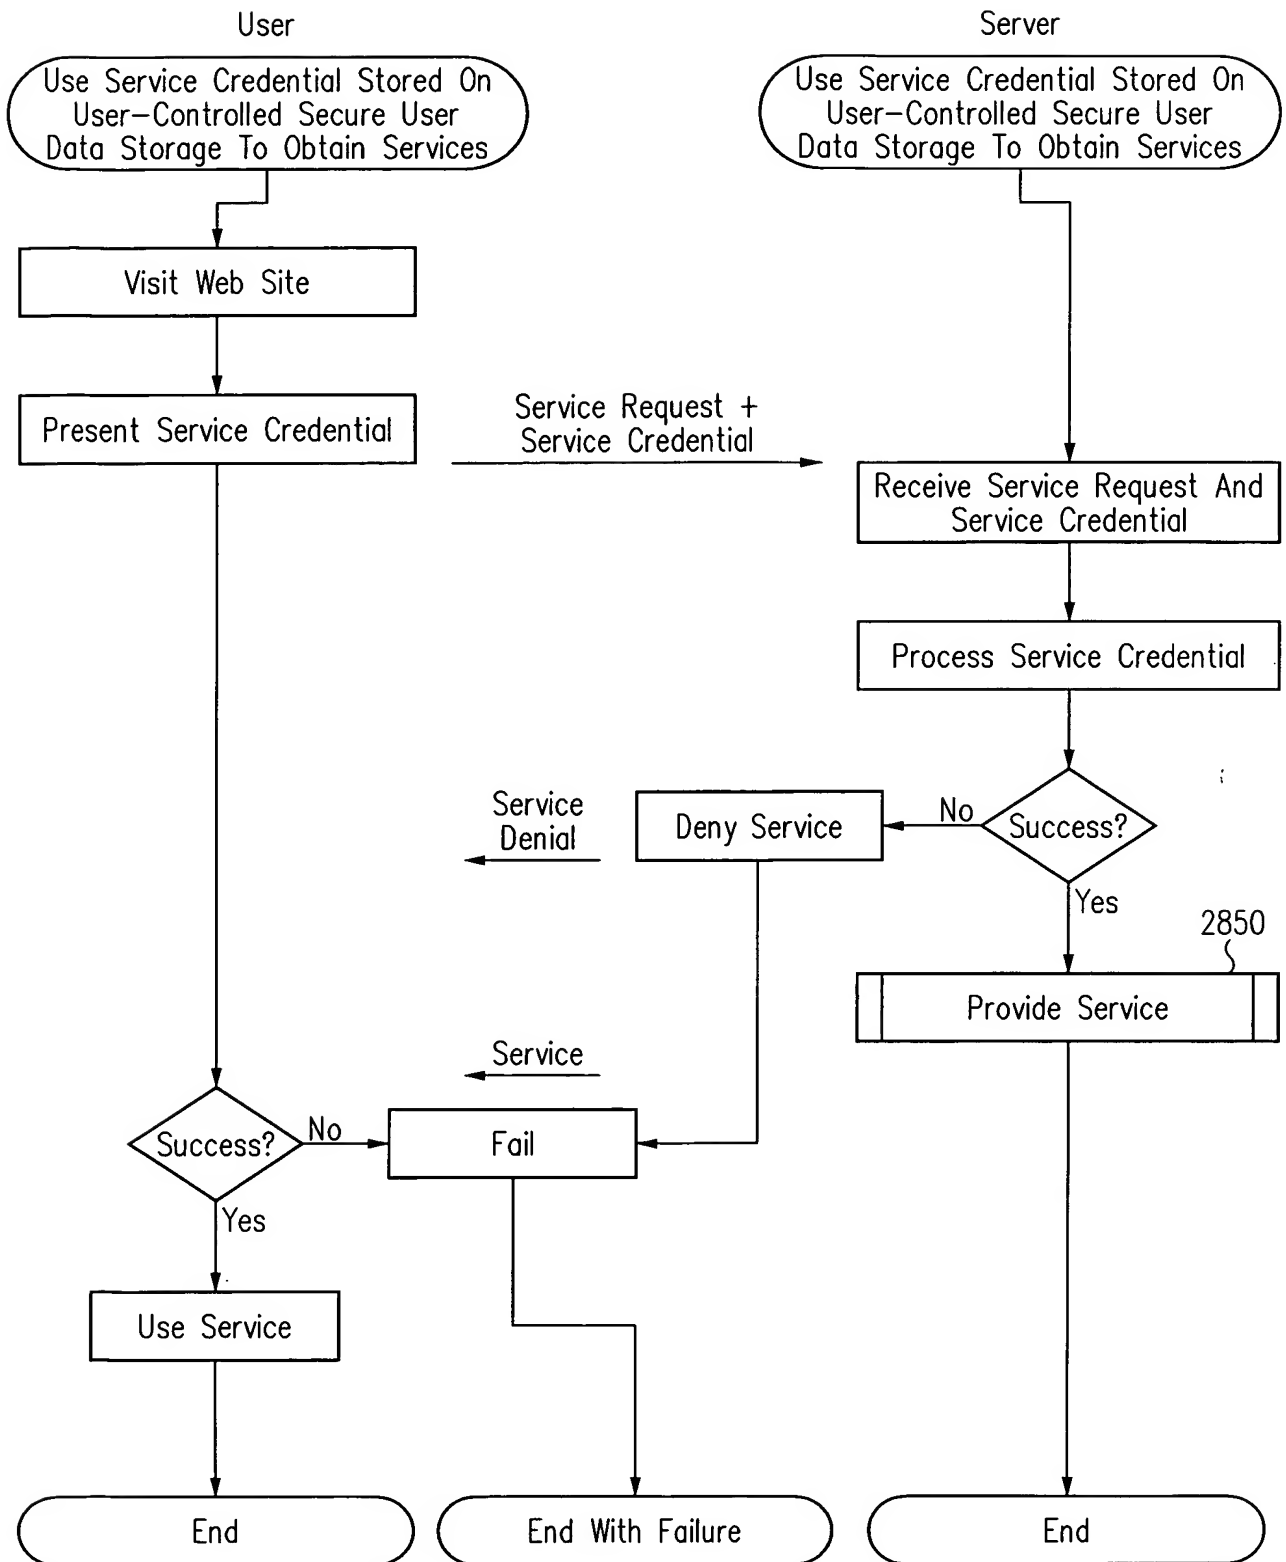 User
Server
Use Service Credential Stored On
User-Controlled Secure User
Data Storage To Obtain Services
Use Service Credential Stored On
User-Controlled Secure User
Data Storage To Obtain Services
Visit Web Site
Present Service Credential
Service Request +
Service Credential
Receive Service Request And
Service Credential
Process Service Credential
Service
Denial
Deny Service
No
Success?
Yes
2850
Provide Service
Service
Success?
No
Fail
Yes
Use Service
End
End With Failure
End